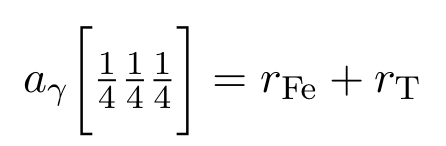 a_γ[1/4 1/4 1/4] = r_Fe + r_T